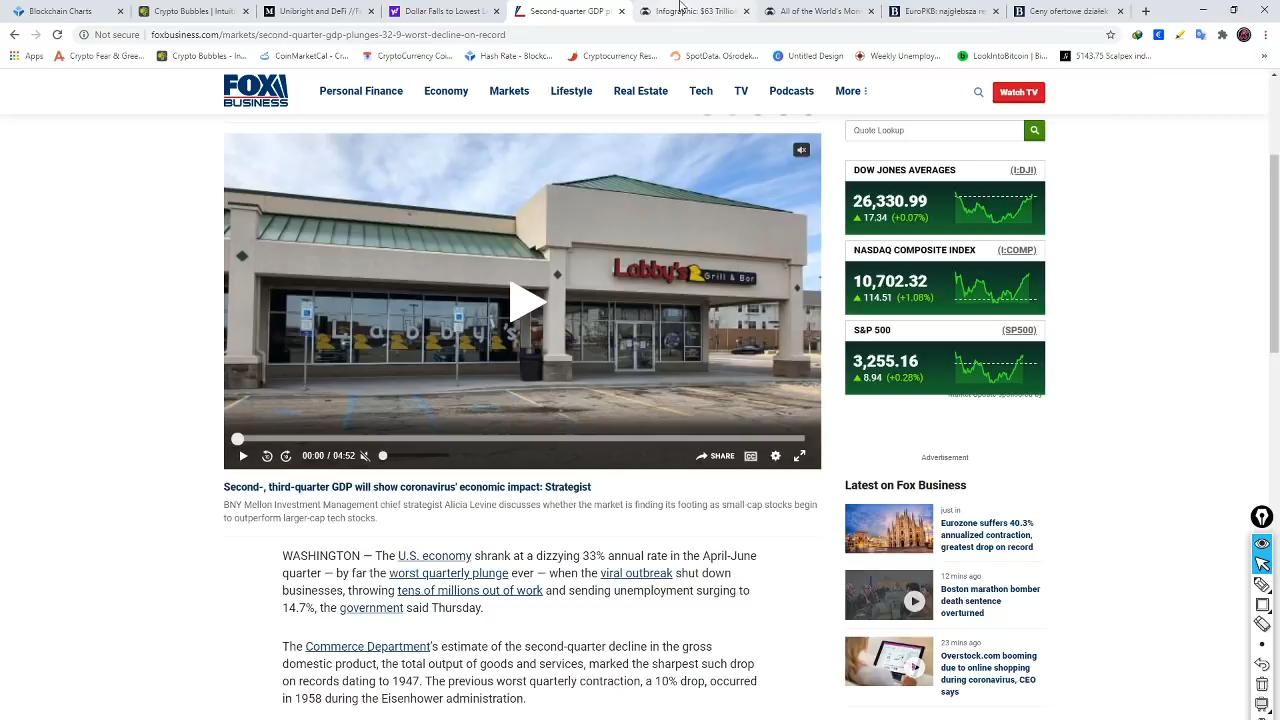 Blockchain Charts
Twitter
Median
Dollar Falls to Lowest
Second-quarter GDP p
Infographic: $63 Trillio
All of the World's Mon
EuroPKB:
Not secure | foxbusiness.com/markets/second-quarter-gdp-plunges-32-9-worst-decline-on-record
Apps
Crypto Fear & Gre...
Crypto Bubbles - In...
CoinMarketCal - Th...
CryptoCurrency Coi...
Hash Rate - Blockc...
Cryptocurrency Res...
SpotData, Ośrodek...
Untitled Design
Weekly Unemploy...
LookIntoBitcoin | Bi...
5143.75 Scalpex ind...
FOX
BUSINESS
Personal Finance
Economy
Markets
Lifestyle
Real Estate
Tech
TV
Podcasts
More
Watch TV
Quote Lookup
DOW JONES AVERAGES (I:DJI)
26,330.99
▲ 17.34 (+0.07%)
NASDAQ COMPOSITE INDEX (I:COMP)
10,702.32
▲ 114.51 (+1.08%)
S&P 500 (SP500)
3,255.16
▲ 8.94 (+0.28%)
Market Update sponsored by
Labby's Grill & Bar
Labby's
00:00 / 04:52
SHARE
CC
Advertisement
Second-, third-quarter GDP will show coronavirus' economic impact: Strategist
BNY Mellon Investment Management chief strategist Alicia Levine discusses whether the market is finding its footing as small-cap stocks begin
to outperform larger-cap tech stocks.
WASHINGTON — The U.S. economy shrank at a dizzying 33% annual rate in the April-June
quarter — by far the worst quarterly plunge ever — when the viral outbreak shut down
businesses, throwing tens of millions out of work and sending unemployment surging to
14.7%, the government said Thursday.
The Commerce Department's estimate of the second-quarter decline in the gross
domestic product, the total output of goods and services, marked the sharpest such drop
on records dating to 1947. The previous worst quarterly contraction, a 10% drop, occurred
in 1958 during the Eisenhower administration.
Latest on Fox Business
just in
Eurozone suffers 40.3%
annualized contraction,
greatest drop on record
12 mins ago
Boston marathon bomber
death sentence
overturned
23 mins ago
Overstock.com booming
due to online shopping
during coronavirus, CEO
says